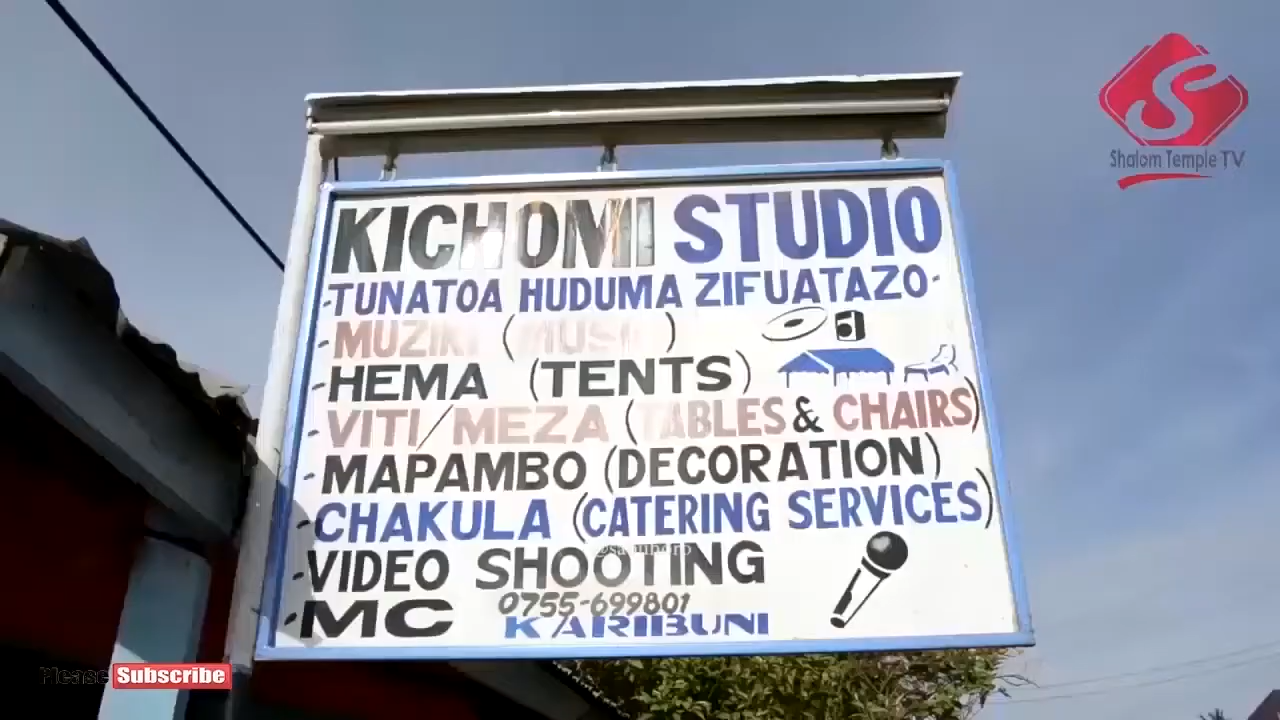 Shalom Temple TV
KICHOMI STUDIO
-TUNATOA HUDUMA ZIFUATAZO-
-MUZIKI (MUSIC)
-HEMA (TENTS)
-VITI/MEZA (TABLES & CHAIRS)
-MAPAMBO (DECORATION)
-CHAKULA (CATERING SERVICES)
-VIDEO SHOOTING
-MC 0755-699801
KARIBUNI
Please Subscribe